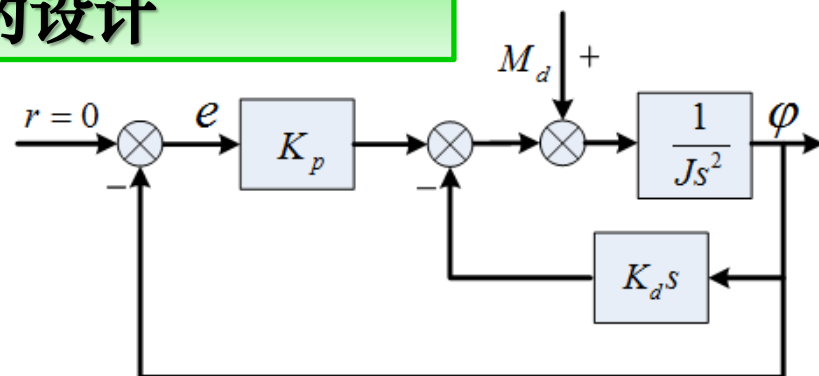 的设计
M_d +
r = 0 e K_p 1/Js² φ
− −
K_d s